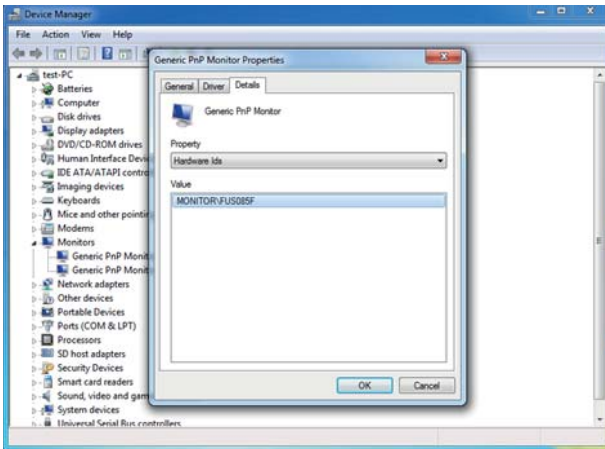 Device Manager
File Action View Help
Generic PnP Monitor Properties
General Driver Details
Generic PnP Monitor
Property
Hardware Ids
Value
MONITOR\FUS085F
OK Cancel
test-PC
Batteries
Computer
Disk drives
Display adapters
DVD/CD-ROM drives
Human Interface Devi
IDE ATA/ATAPI contro
Imaging devices
Keyboards
Mice and other pointin
Modems
Monitors
Generic PnP Monit
Generic PnP Monit
Network adapters
Other devices
Portable Devices
Ports (COM & LPT)
Processors
SD host adapters
Security Devices
Smart card readers
Sound, video and gam
System devices
Universal Serial Bus controllers